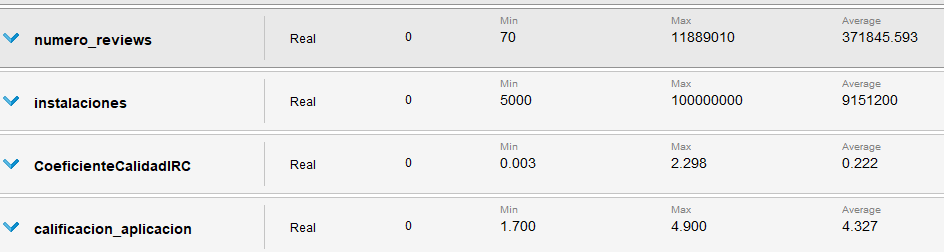 Min Max Average
numero_reviews Real 0 70 11889010 371845.593
Min Max Average
instalaciones Real 0 5000 100000000 9151200
Min Max Average
CoeficienteCalidadIRC Real 0 0.003 2.298 0.222
Min Max Average
calificacion_aplicacion Real 0 1.700 4.900 4.327